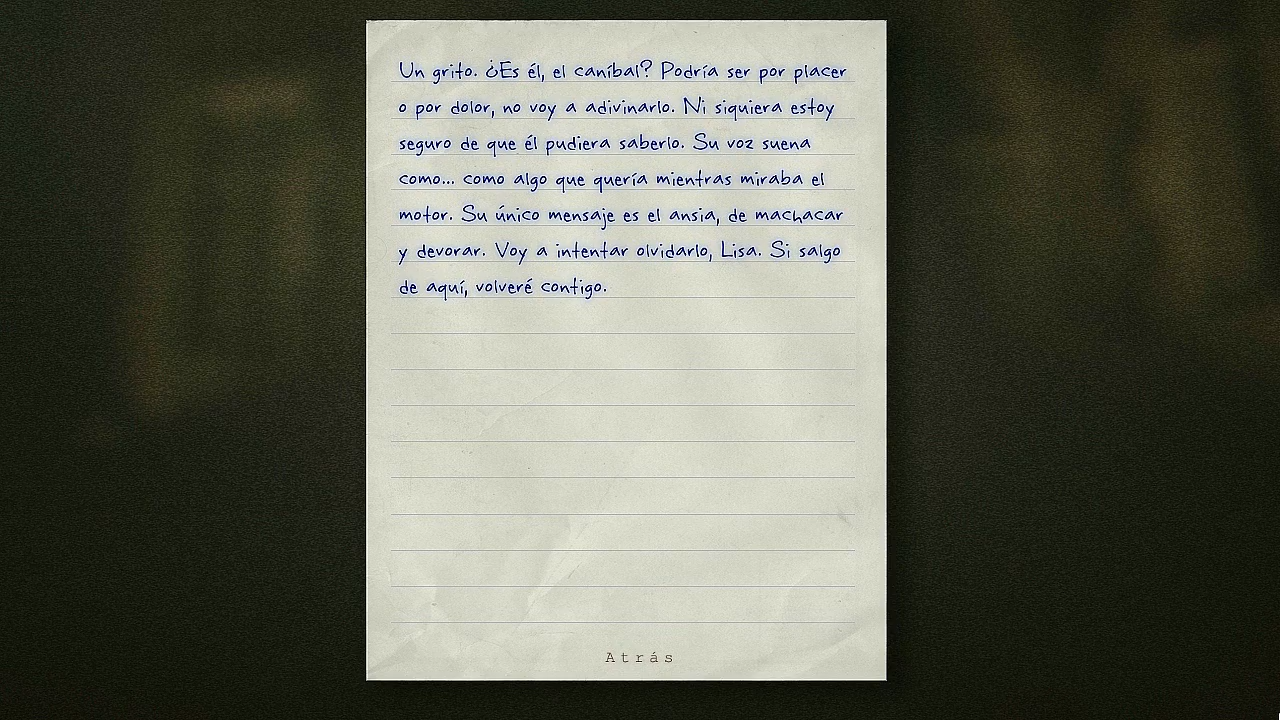 Un grito. ¿Es él, el caníbal? Podría ser por placer
o por dolor, no voy a adivinarlo. Ni siquiera estoy
seguro de que él pudiera saberlo. Su voz suena
como... como algo que quería mientras miraba el
motor. Su único mensaje es el ansia, de machacar
y devorar. Voy a intentar olvidarlo, Lisa. Si salgo
de aquí, volveré contigo.
Atrás